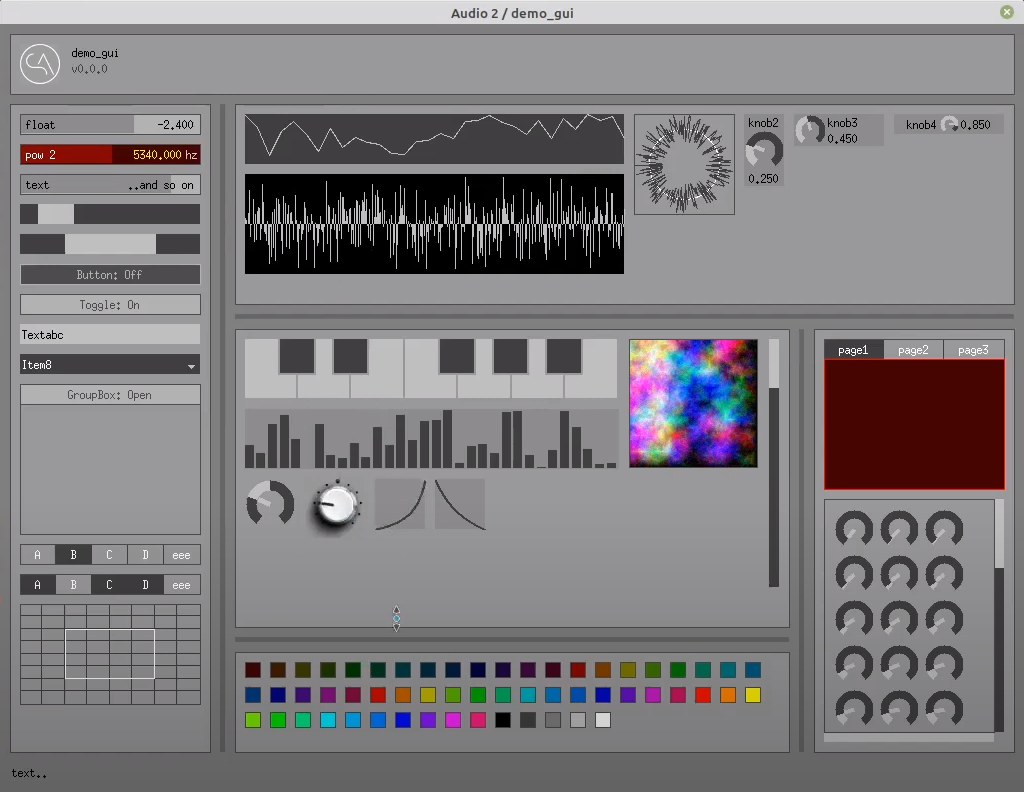 Audio 2 / demo_gui
demo_gui
v0.0.0
float -2.400
pow 2 5340.000 hz
text ..and so on
Button: Off
Toggle: On
Textabc
Item8
GroupBox: Open
A B C D eee
A B C D eee
knob2
0.250
knob3
0.450
knob4 0.850
page1 page2 page3
text..